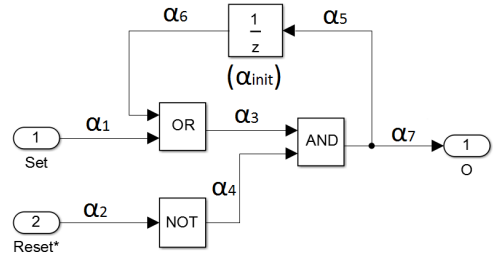 α6
1
z
α5
(αinit)
α1
OR
α3
AND
α7
1
Set
1
O
α4
α2
2
NOT
Reset*